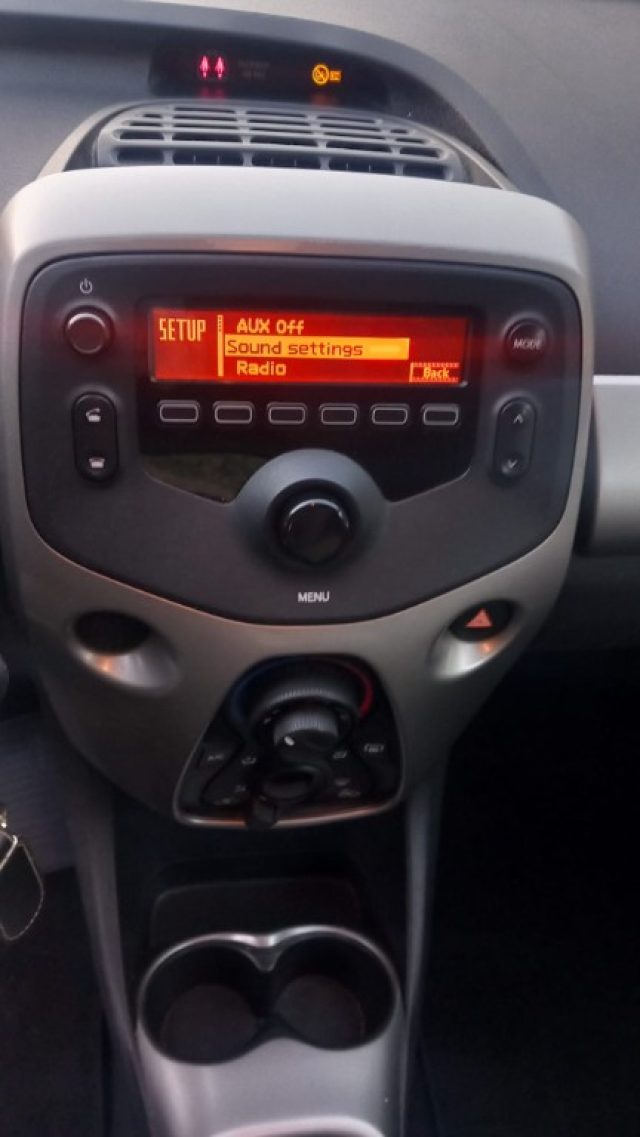 SETUP
AUX Off
Sound settings
Radio
Back
MODE
MENU